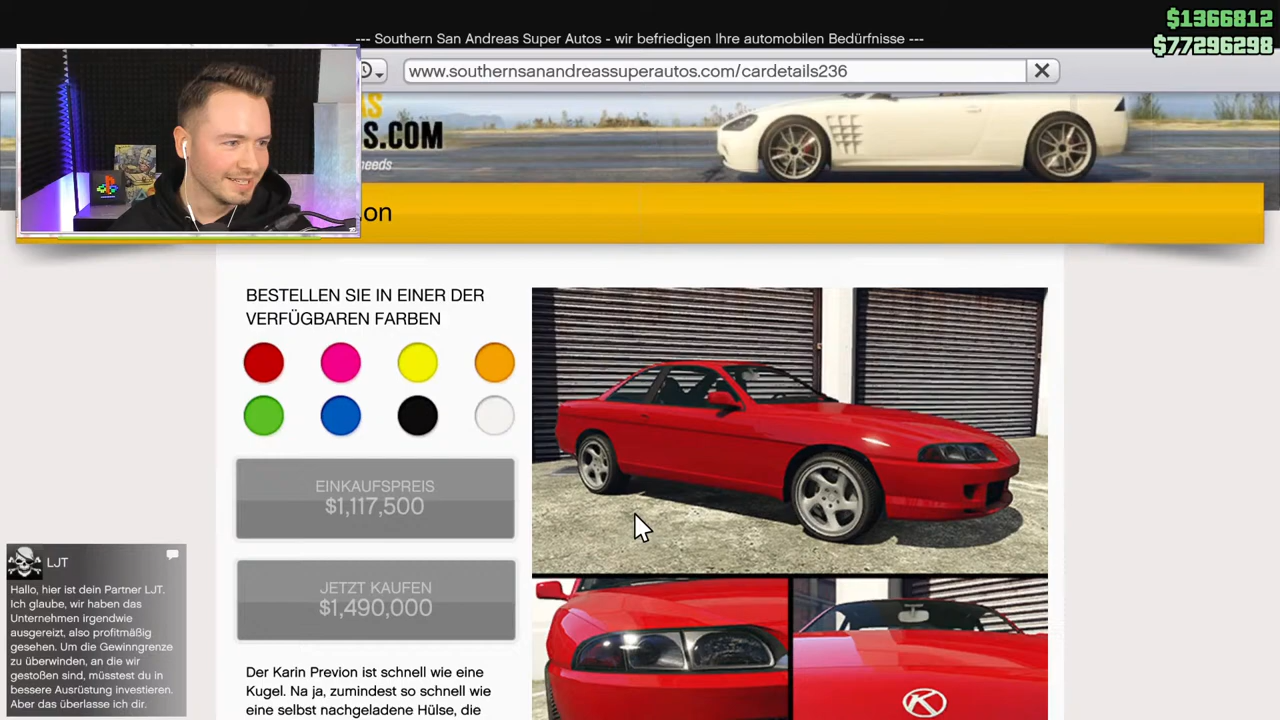 $1366812
$77296298
--- Southern San Andreas Super Autos - wir befriedigen Ihre automobilen Bedürfnisse ---
www.southernsanandreassuperautos.com/cardetails236
AS
S.COM
needs
on
BESTELLEN SIE IN EINER DER
VERFÜGBAREN FARBEN
EINKAUFSPREIS
$1,117,500
JETZT KAUFEN
$1,490,000
Der Karin Previon ist schnell wie eine
Kugel. Na ja, zumindest so schnell wie
eine selbst nachgeladene Hülse, die
LJT
Hallo, hier ist dein Partner LJT.
Ich glaube, wir haben das
Unternehmen irgendwie
ausgereizt, also profitmäßig
gesehen. Um die Gewinngrenze
zu überwinden, an die wir
gestoßen sind, müsstest du in
bessere Ausrüstung investieren.
Aber das überlasse ich dir.